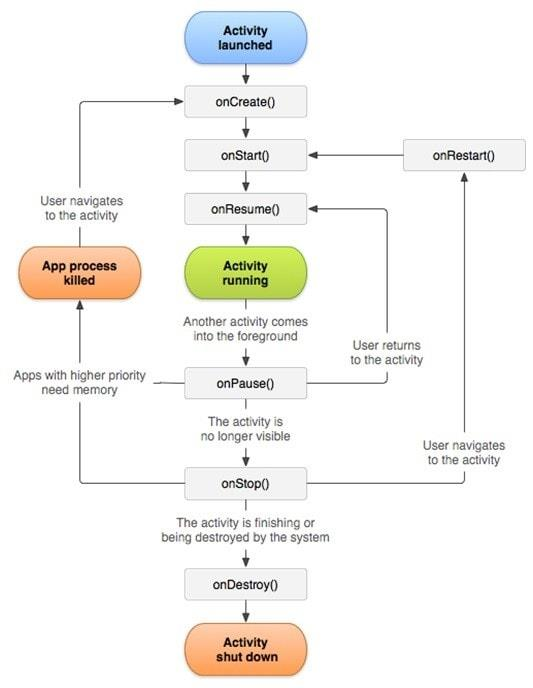 Activity
launched
onCreate()
onStart()
onRestart()
User navigates
to the activity
onResume()
App process
killed
Activity
running
Another activity comes
into the foreground
User returns
to the activity
Apps with higher priority
need memory
onPause()
The activity is
no longer visible
User navigates
to the activity
onStop()
The activity is finishing or
being destroyed by the system
onDestroy()
Activity
shut down